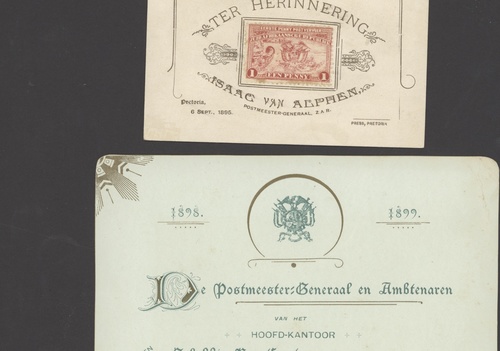 TER HERINNERING
1 EEN PENNY 1
ISAAC VAN ALPHEN,
POSTMEESTER-GENERAAL, Z.A.R.
Pretoria,
6 SEPT., 1895.
PRESS, PRETORIA
1898. 1899.
De Postmeester-Generaal en Ambtenaren
VAN HET
HOOFD-KANTOOR